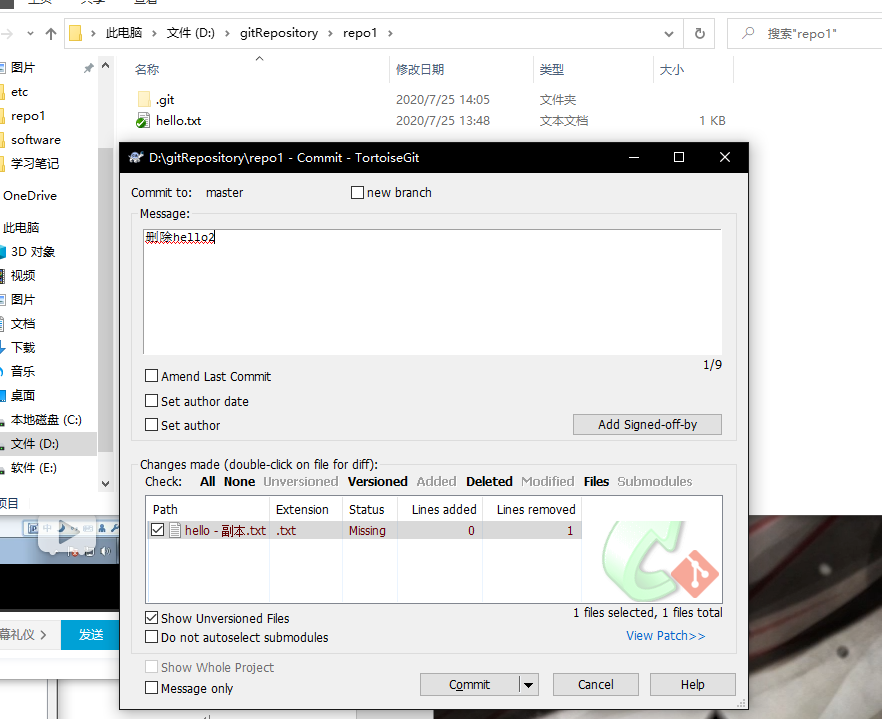 此电脑 文件 (D:) gitRepository repo1
搜索"repo1"
名称 修改日期 类型 大小
.git 2020/7/25 14:05 文件夹
hello.txt 2020/7/25 13:48 文本文档 1 KB
图片
etc
repo1
software
学习笔记
OneDrive
此电脑
3D 对象
视频
图片
文档
下载
音乐
桌面
本地磁盘 (C:)
文件 (D:)
软件 (E:)
项目
幕礼仪
发送
D:\gitRepository\repo1 - Commit - TortoiseGit
Commit to: master new branch
Message:
删除hello2
1/9
Amend Last Commit
Set author date
Set author
Add Signed-off-by
Changes made (double-click on file for diff):
Check: All None Unversioned Versioned Added Deleted Modified Files Submodules
Path Extension Status Lines added Lines removed
hello - 副本.txt .txt Missing 0 1
Show Unversioned Files
1 files selected, 1 files total
Do not autoselect submodules
View Patch>>
Show Whole Project
Message only
Commit
Cancel
Help